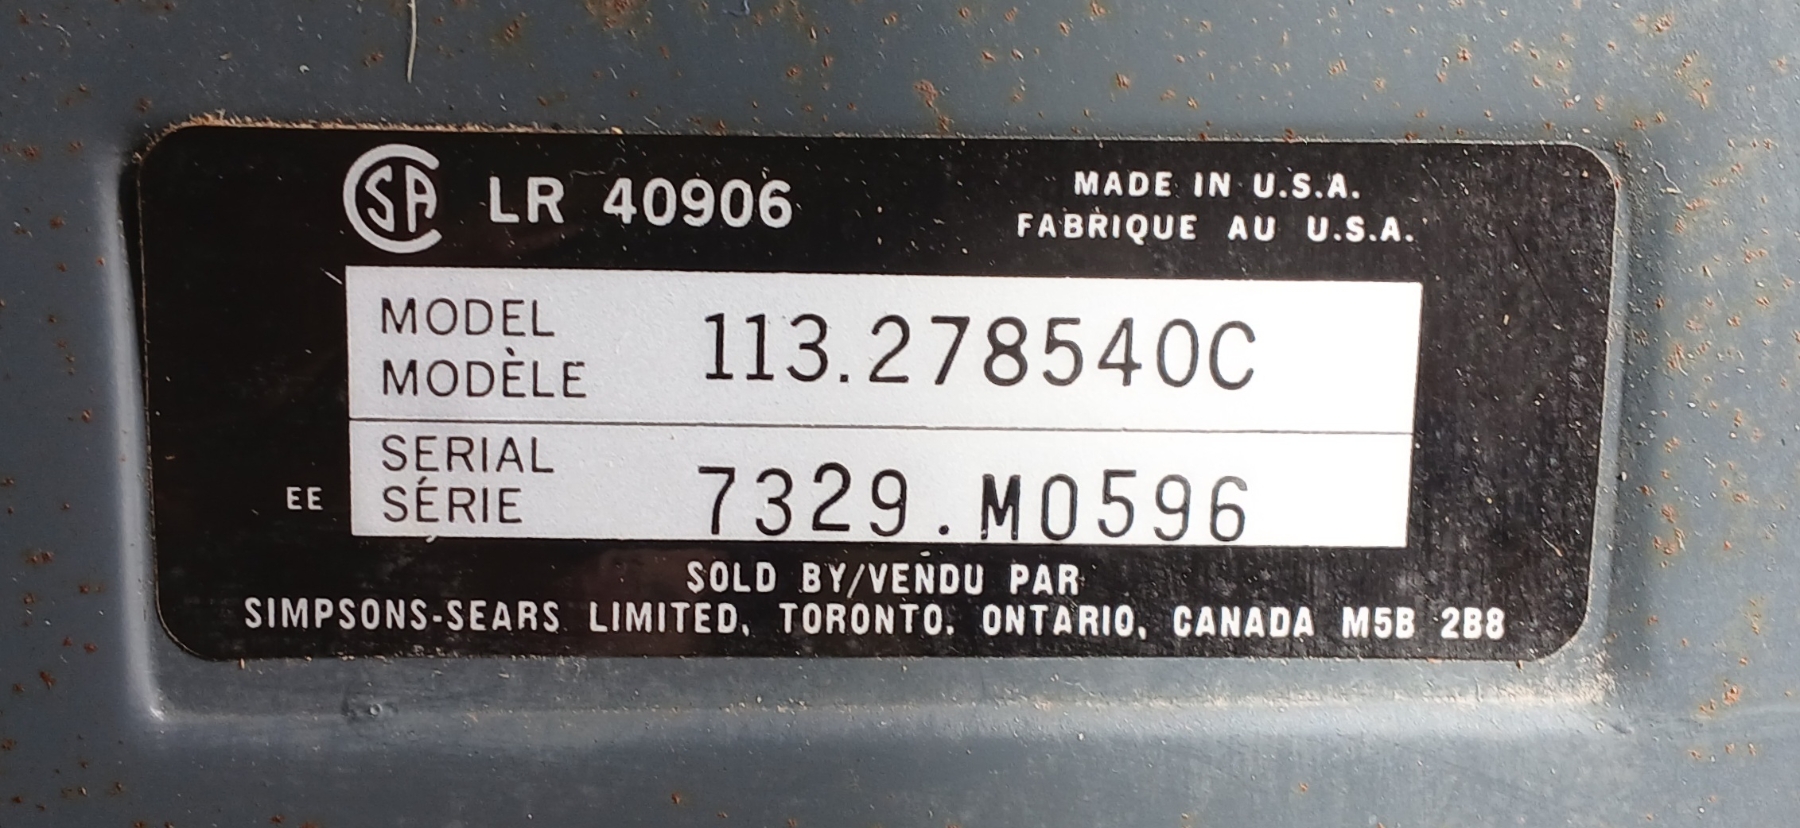 CSA LR 40906
MADE IN U.S.A.
FABRIQUE AU U.S.A.
MODEL
MODÈLE
113.278540C
SERIAL
SÉRIE
7329.M0596
EE
SOLD BY/VENDU PAR
SIMPSONS-SEARS LIMITED, TORONTO, ONTARIO, CANADA M5B 2B8